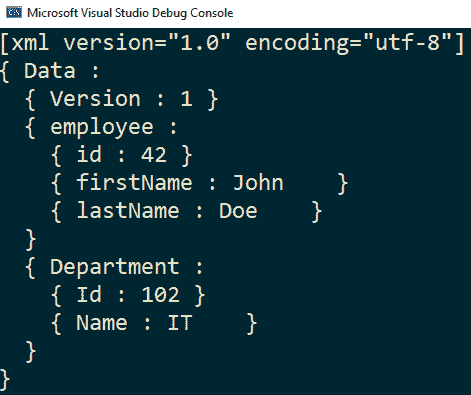 Microsoft Visual Studio Debug Console
[xml version="1.0" encoding="utf-8"]
{ Data :
  { Version : 1 }
  { employee :
    { id : 42 }
    { firstName : John    }
    { lastName : Doe    }
  }
  { Department :
    { Id : 102 }
    { Name : IT    }
  }
}